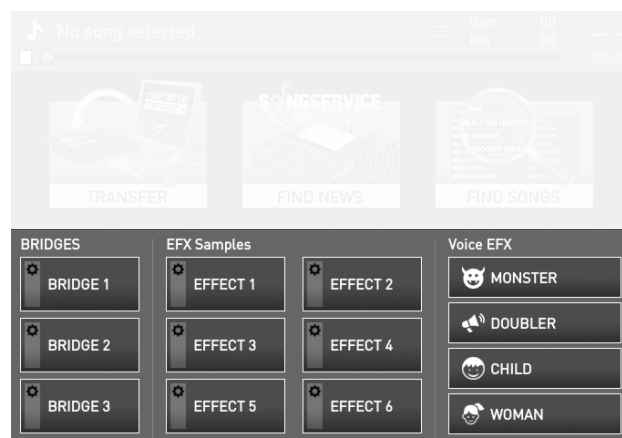 No song selected
Bpm [0]
Key [0]
SONGSERVICE
TRANSFER
FIND NEWS
FIND SONGS
BRIDGES
EFX Samples
Voice EFX
BRIDGE 1
EFFECT 1
EFFECT 2
MONSTER
DOUBLER
BRIDGE 2
EFFECT 3
EFFECT 4
CHILD
BRIDGE 3
EFFECT 5
EFFECT 6
WOMAN